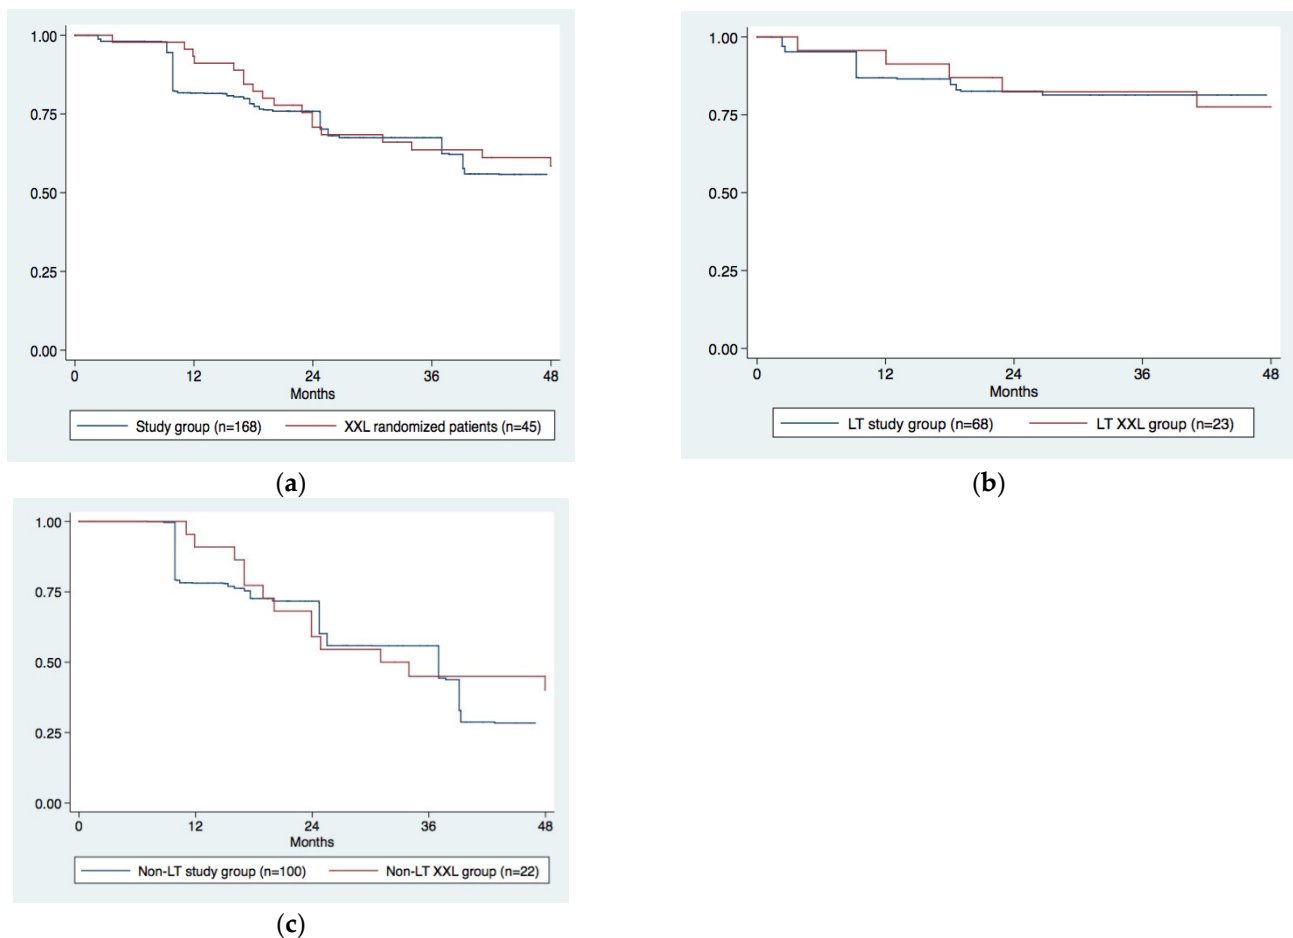 1.00
0.75
0.50
0.25
0.00
0 12 24 36 48
Months
Study group (n=168) XXL randomized patients (n=45)
(a)
1.00
0.75
0.50
0.25
0.00
0 12 24 36 48
Months
LT study group (n=68) LT XXL group (n=23)
(b)
1.00
0.75
0.50
0.25
0.00
0 12 24 36 48
Months
Non-LT study group (n=100) Non-LT XXL group (n=22)
(c)